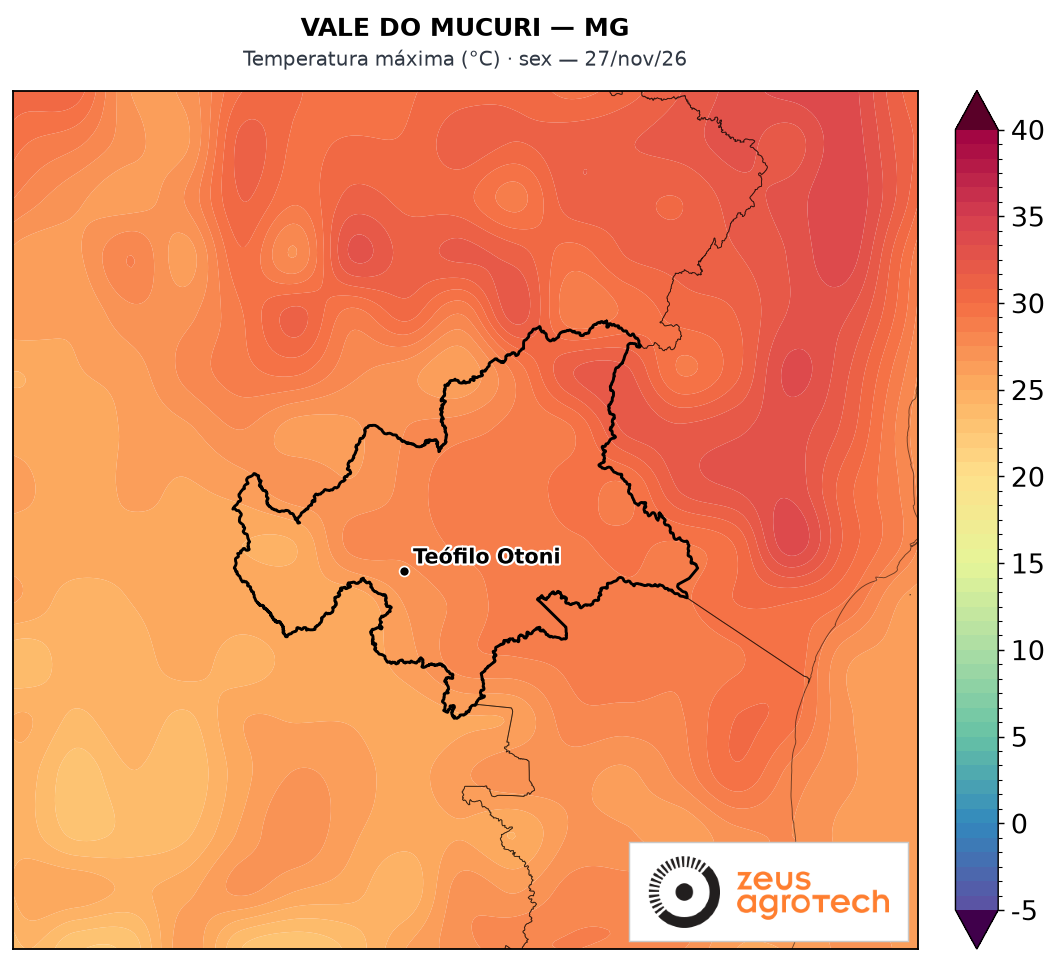 VALE DO MUCURI — MG
Temperatura máxima (°C) · sex — 27/nov/26
40
35
30
25
20
15
10
5
0
-5
Teófilo Otoni
zeus
agrotech